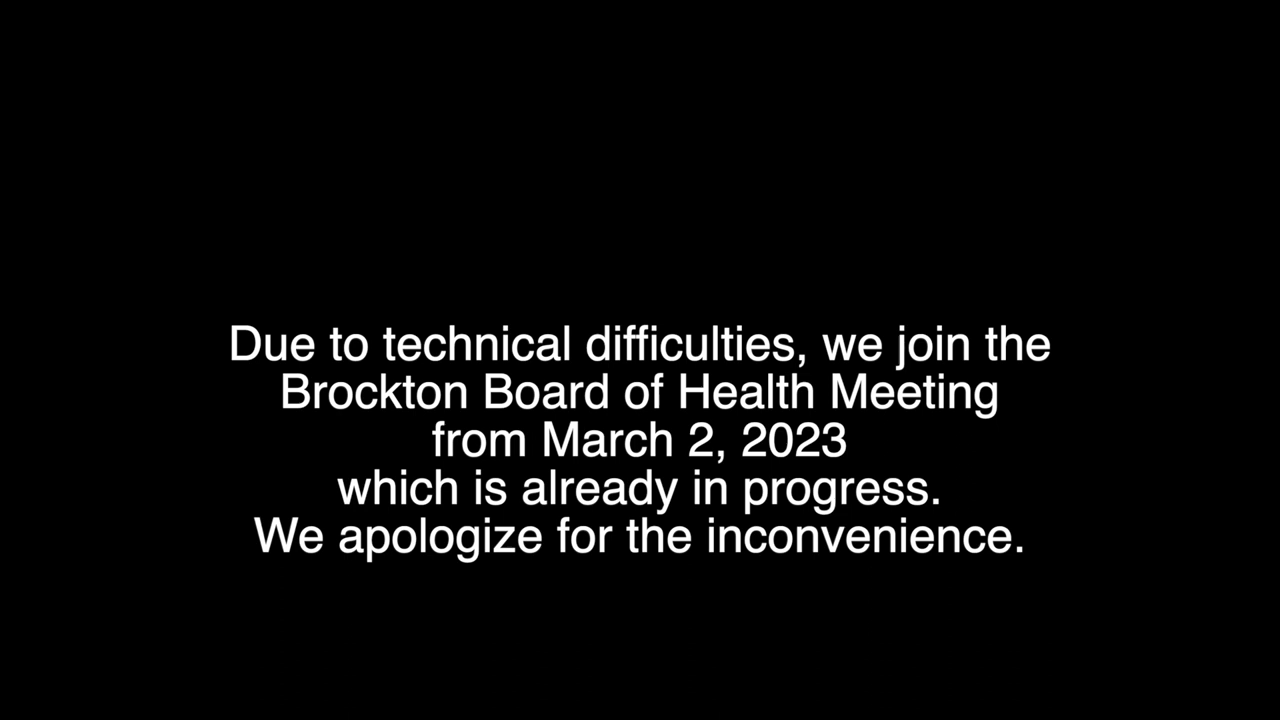 Due to technical difficulties, we join the
Brockton Board of Health Meeting
from March 2, 2023
which is already in progress.
We apologize for the inconvenience.